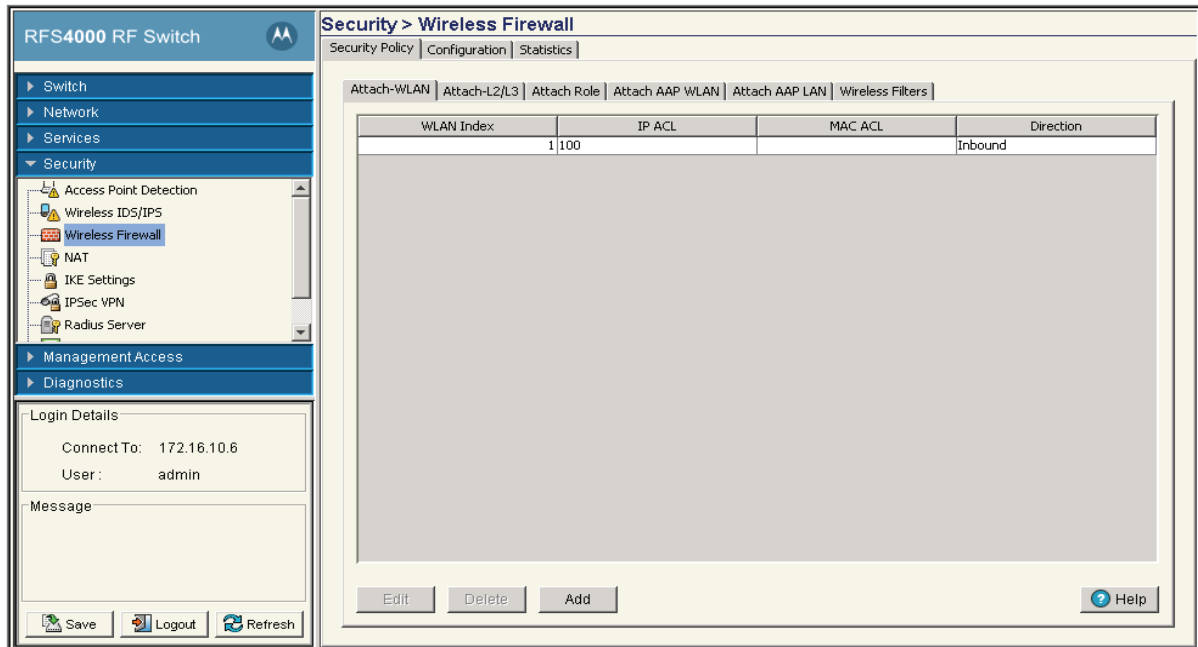 RFS4000 RF Switch
Switch
Network
Services
Security
Access Point Detection
Wireless IDS/IPS
Wireless Firewall
NAT
IKE Settings
IPSec VPN
Radius Server
Management Access
Diagnostics
Login Details
Connect To: 172.16.10.6
User : admin
Message
Save Logout Refresh
Security > Wireless Firewall
Security Policy Configuration Statistics
Attach-WLAN Attach-L2/L3 Attach Role Attach AAP WLAN Attach AAP LAN Wireless Filters
WLAN Index IP ACL MAC ACL Direction
1 100 Inbound
Edit Delete Add Help